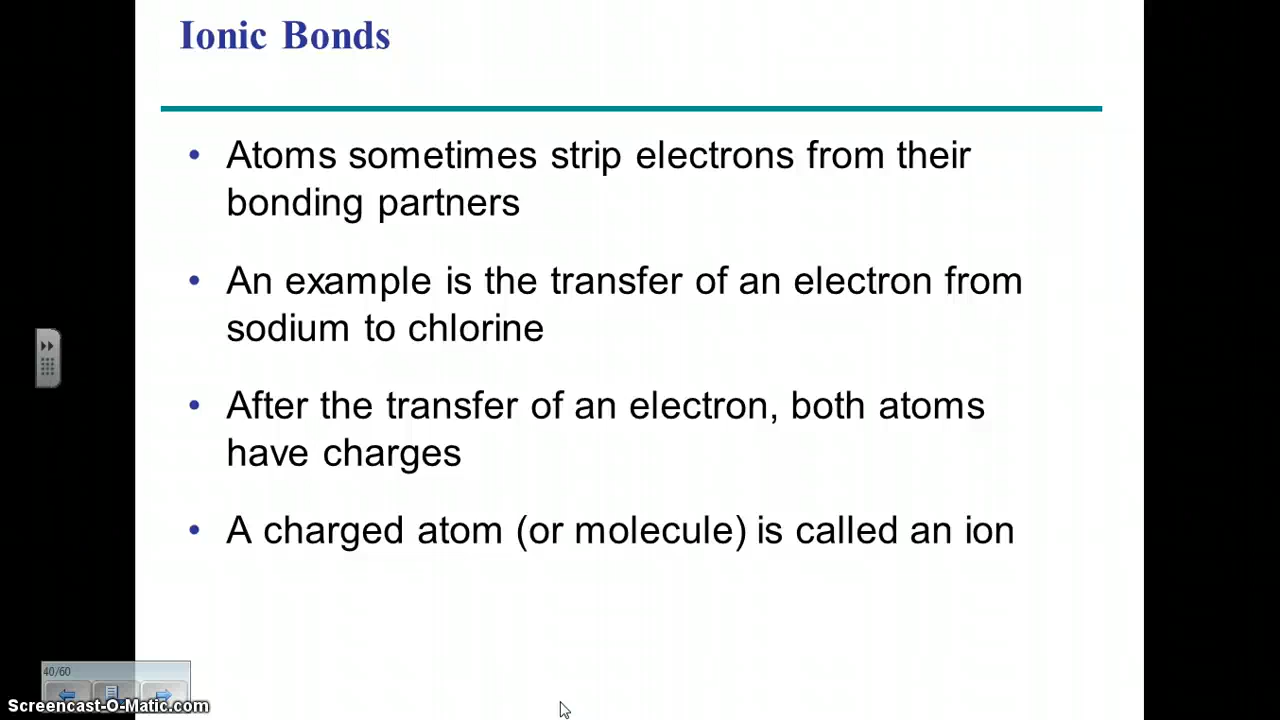 Ionic Bonds
• Atoms sometimes strip electrons from their
bonding partners
• An example is the transfer of an electron from
sodium to chlorine
• After the transfer of an electron, both atoms
have charges
• A charged atom (or molecule) is called an ion
40/60
Screencast-O-Matic.com